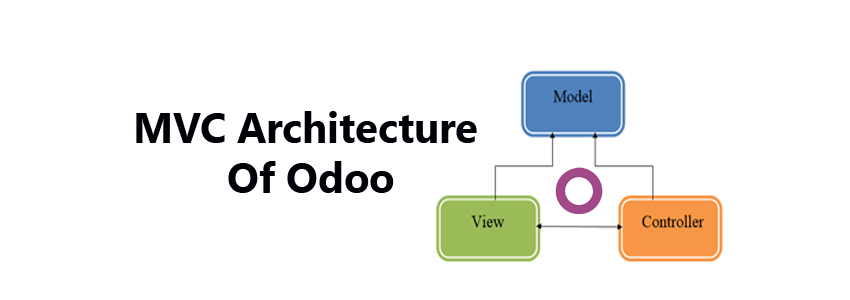 MVC Architecture
Of Odoo
Model
View
Controller